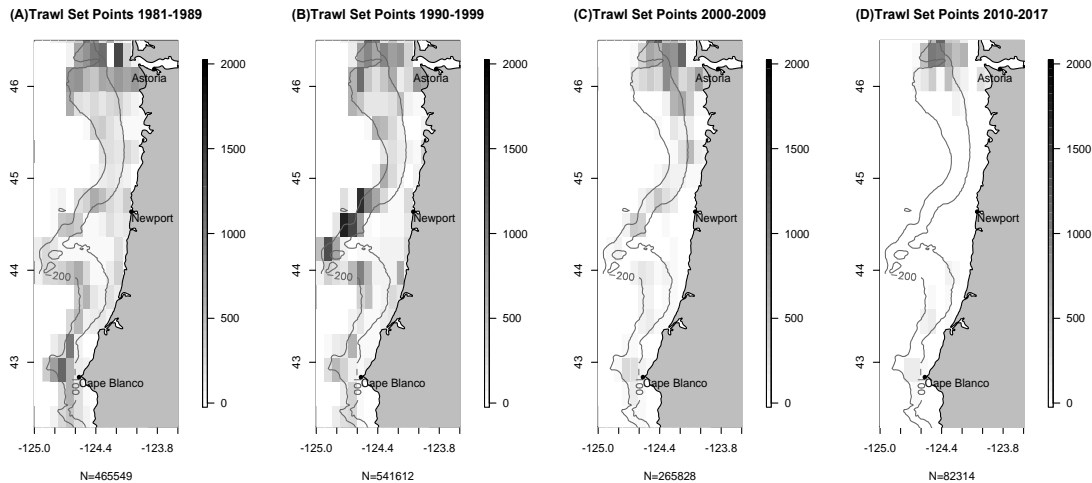 (A)Trawl Set Points 1981-1989
46
45
44
43
Astoria
Newport
-200
Cape Blanco
-125.0 -124.4 -123.8
N=465549
2000
1500
1000
500
0
(B)Trawl Set Points 1990-1999
46
45
44
43
Astoria
Newport
-200
Cape Blanco
-125.0 -124.4 -123.8
N=541612
2000
1500
1000
500
0
(C)Trawl Set Points 2000-2009
46
45
44
43
Astoria
Newport
-200
Cape Blanco
-125.0 -124.4 -123.8
N=265828
2000
1500
1000
500
0
(D)Trawl Set Points 2010-2017
46
45
44
43
Astoria
Newport
-200
Cape Blanco
-125.0 -124.4 -123.8
N=82314
2000
1500
1000
500
0